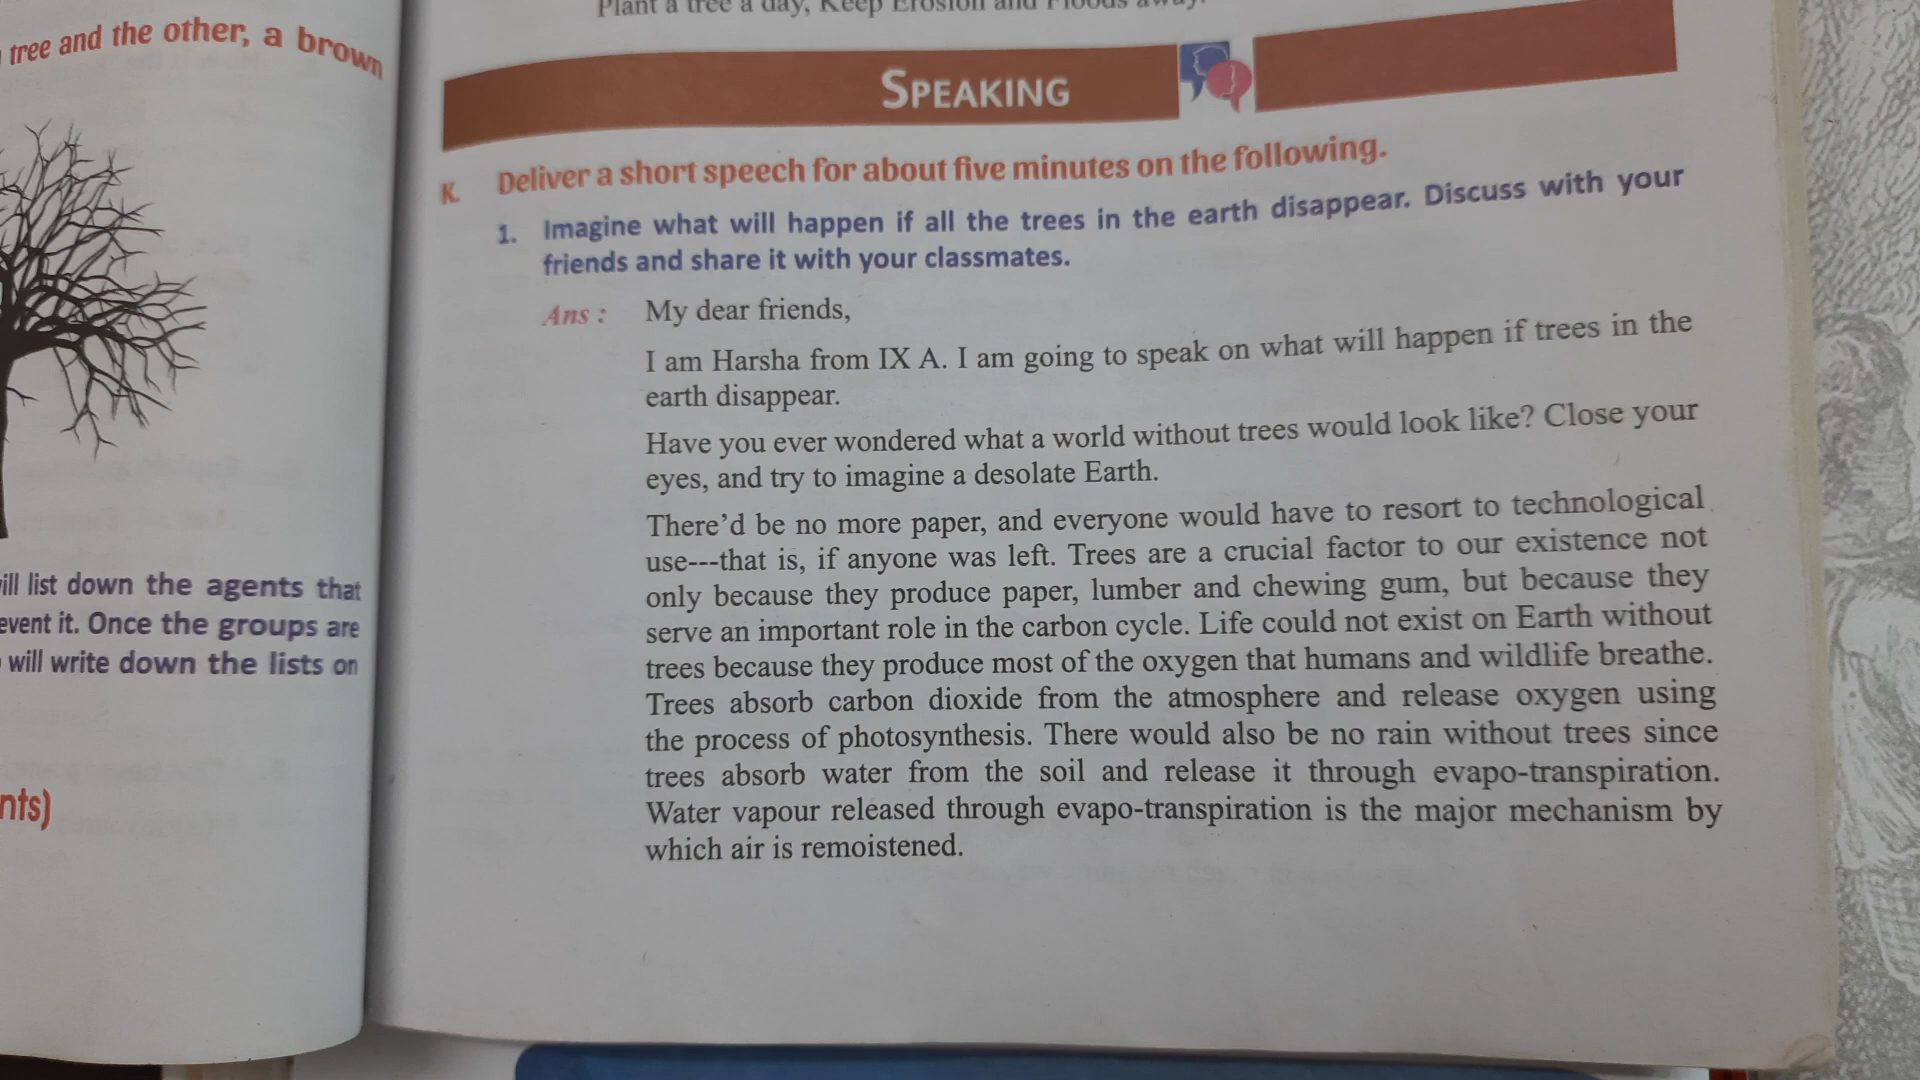 tree and the other, a brown
ill list down the agents that
event it. Once the groups are
will write down the lists on
nts)
Plant a tree a day, Keep Erosion and Floods away.
SPEAKING
K. Deliver a short speech for about five minutes on the following.
1. Imagine what will happen if all the trees in the earth disappear. Discuss with your
friends and share it with your classmates.
Ans : My dear friends,
I am Harsha from IX A. I am going to speak on what will happen if trees in the
earth disappear.
Have you ever wondered what a world without trees would look like? Close your
eyes, and try to imagine a desolate Earth.
There'd be no more paper, and everyone would have to resort to technological
use---that is, if anyone was left. Trees are a crucial factor to our existence not
only because they produce paper, lumber and chewing gum, but because they
serve an important role in the carbon cycle. Life could not exist on Earth without
trees because they produce most of the oxygen that humans and wildlife breathe.
Trees absorb carbon dioxide from the atmosphere and release oxygen using
the process of photosynthesis. There would also be no rain without trees since
trees absorb water from the soil and release it through evapo-transpiration.
Water vapour released through evapo-transpiration is the major mechanism by
which air is remoistened.